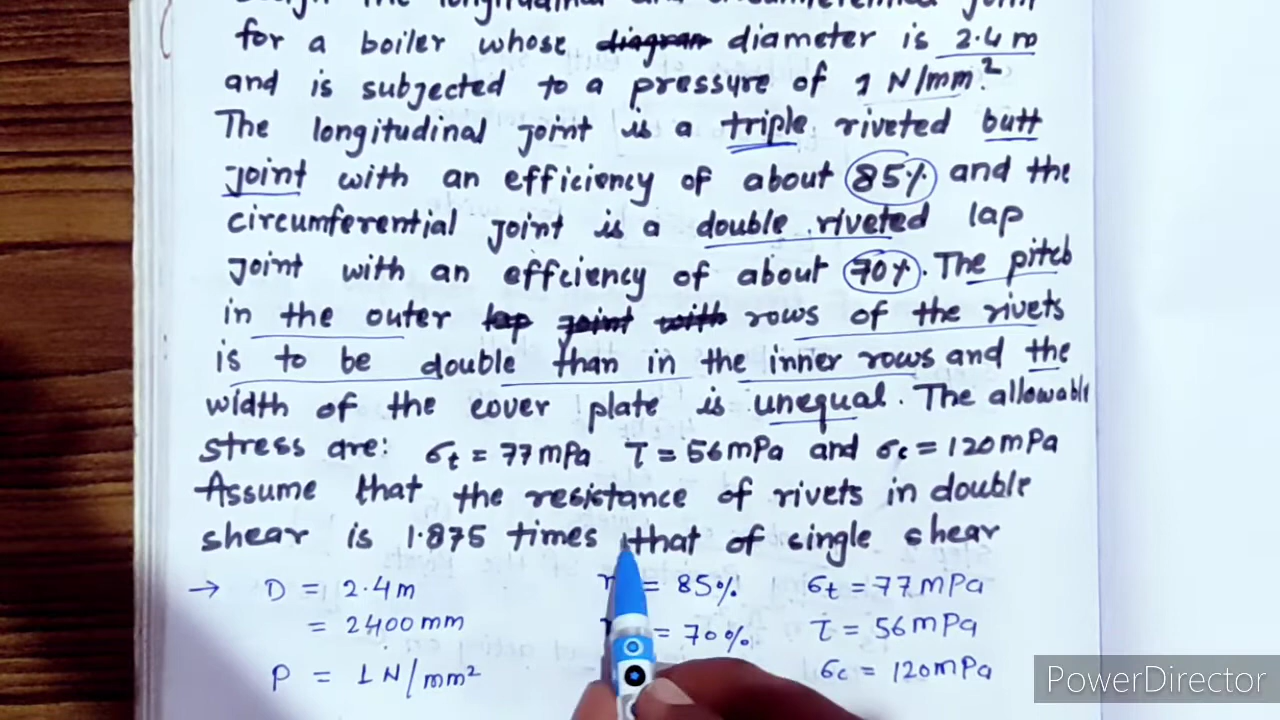 for a boiler whose diagram diameter is 2.4 m
and is subjected to a pressure of 1 N/mm²
The longitudinal joint is a triple riveted butt
joint with an efficiency of about 85% and the
circumferential joint is a double riveted lap
joint with an effciency of about 70%. The pitch
in the outer lap joint with rows of the rivets
is to be double than in the inner rows and the
width of the cover plate is unequal. The allowable
stress are: σt = 77 mPa τ = 56 mPa and σc = 120 mPa
Assume that the resistance of rivets in double
shear is 1.875 times that of single shear
→ D = 2.4 m = 85% σt = 77 mPa
= 2400 mm = 70% τ = 56 mPa
P = 1 N/mm² σc = 120 mPa
PowerDirector